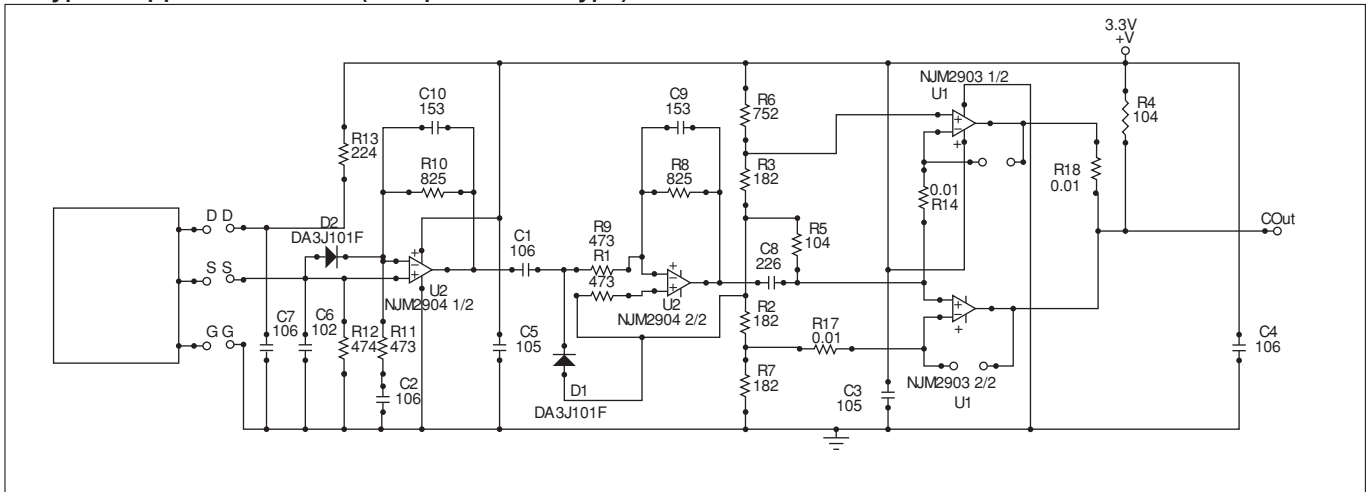 3.3V
+V
NJM2903 1/2
U1
C10
153
C9
153
R6
752
R4
104
R13
224
R10
825
R8
825
R3
182
R18
0.01
0.01
R14
D D
D2
DA3J101F
C1
106
R9
473
R1
473
R5
104
C8
226
COut
S S
U2
NJM2904 1/2
U2
NJM2904 2/2
G G
C7
106
C6
102
R12
474
R11
473
C5
105
R2
182
R17
0.01
C4
106
NJM2903 2/2
U1
C2
106
D1
DA3J101F
R7
182
C3
105